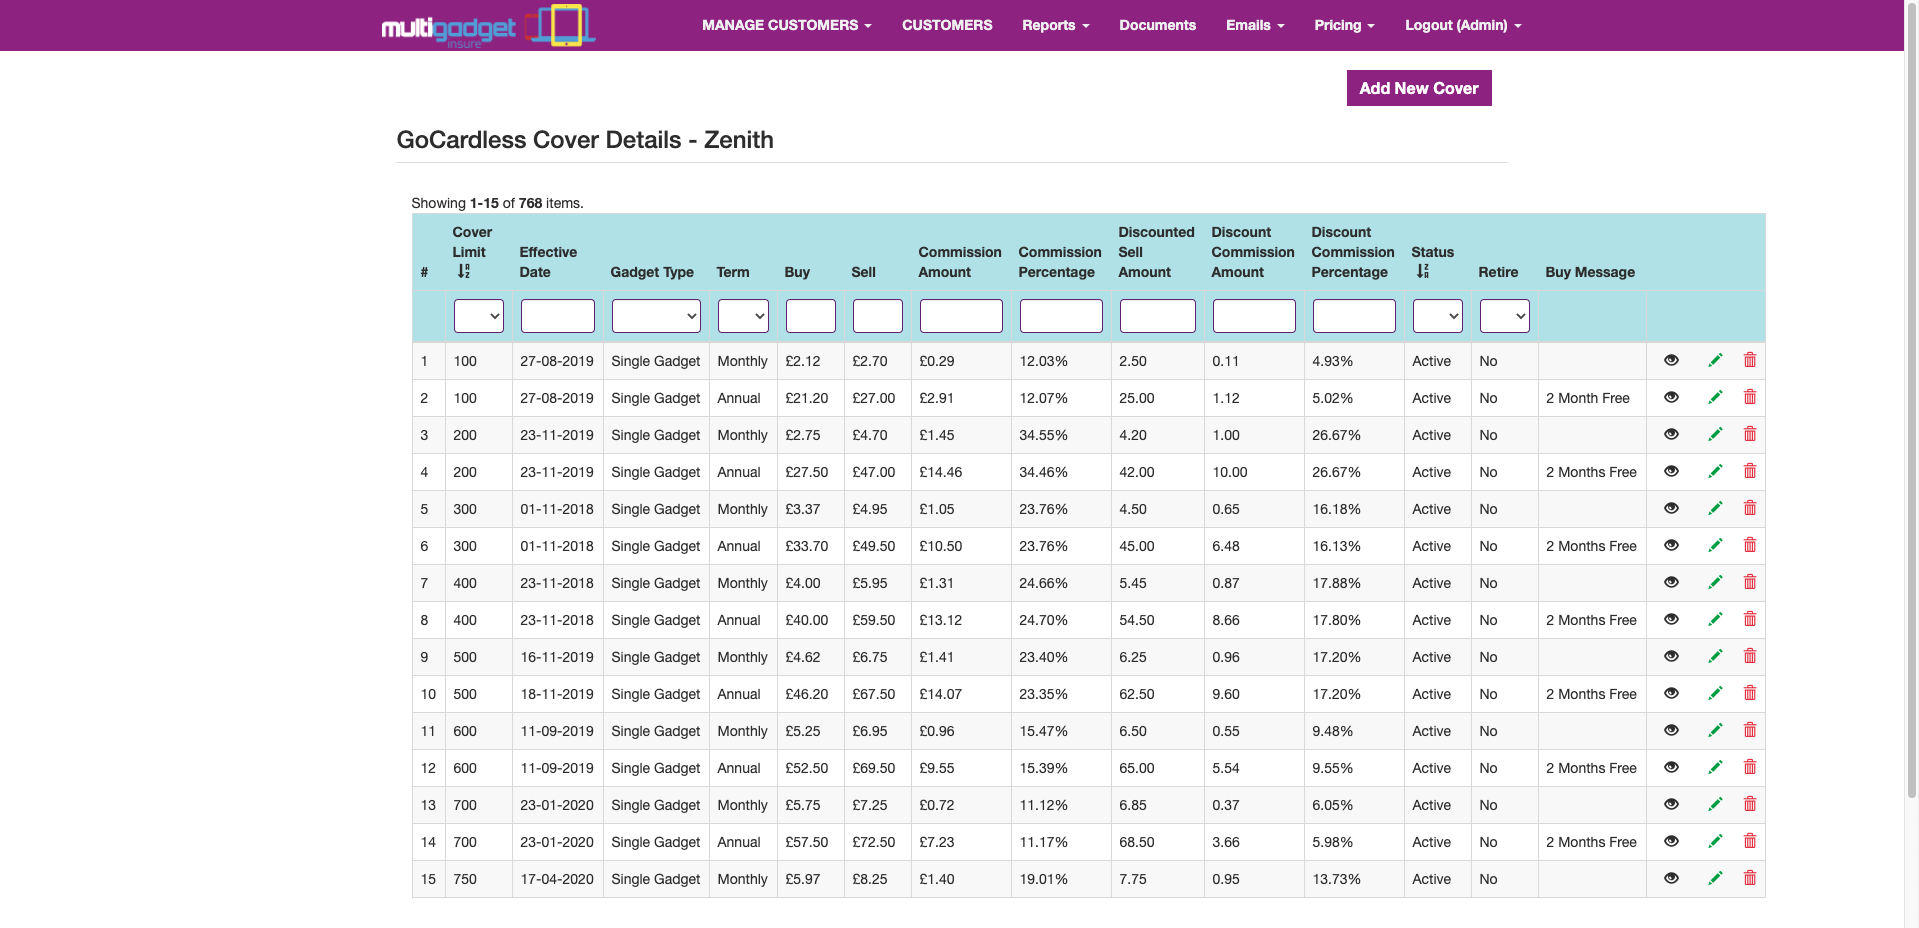 multigadget
insure
MANAGE CUSTOMERS CUSTOMERS Reports Documents Emails Pricing Logout (Admin)
Add New Cover
GoCardless Cover Details - Zenith
Showing 1-15 of 768 items.
# Cover Limit Effective Date Gadget Type Term Buy Sell Commission Amount Commission Percentage Discounted Sell Amount Discount Commission Amount Discount Commission Percentage Status Retire Buy Message
1 100 27-08-2019 Single Gadget Monthly £2.12 £2.70 £0.29 12.03% 2.50 0.11 4.93% Active No
2 100 27-08-2019 Single Gadget Annual £21.20 £27.00 £2.91 12.07% 25.00 1.12 5.02% Active No 2 Month Free
3 200 23-11-2019 Single Gadget Monthly £2.75 £4.70 £1.45 34.55% 4.20 1.00 26.67% Active No
4 200 23-11-2019 Single Gadget Annual £27.50 £47.00 £14.46 34.46% 42.00 10.00 26.67% Active No 2 Months Free
5 300 01-11-2018 Single Gadget Monthly £3.37 £4.95 £1.05 23.76% 4.50 0.65 16.18% Active No
6 300 01-11-2018 Single Gadget Annual £33.70 £49.50 £10.50 23.76% 45.00 6.48 16.13% Active No 2 Months Free
7 400 23-11-2018 Single Gadget Monthly £4.00 £5.95 £1.31 24.66% 5.45 0.87 17.88% Active No
8 400 23-11-2018 Single Gadget Annual £40.00 £59.50 £13.12 24.70% 54.50 8.66 17.80% Active No 2 Months Free
9 500 16-11-2019 Single Gadget Monthly £4.62 £6.75 £1.41 23.40% 6.25 0.96 17.20% Active No
10 500 18-11-2019 Single Gadget Annual £46.20 £67.50 £14.07 23.35% 62.50 9.60 17.20% Active No 2 Months Free
11 600 11-09-2019 Single Gadget Monthly £5.25 £6.95 £0.96 15.47% 6.50 0.55 9.48% Active No
12 600 11-09-2019 Single Gadget Annual £52.50 £69.50 £9.55 15.39% 65.00 5.54 9.55% Active No 2 Months Free
13 700 23-01-2020 Single Gadget Monthly £5.75 £7.25 £0.72 11.12% 6.85 0.37 6.05% Active No
14 700 23-01-2020 Single Gadget Annual £57.50 £72.50 £7.23 11.17% 68.50 3.66 5.98% Active No 2 Months Free
15 750 17-04-2020 Single Gadget Monthly £5.97 £8.25 £1.40 19.01% 7.75 0.95 13.73% Active No